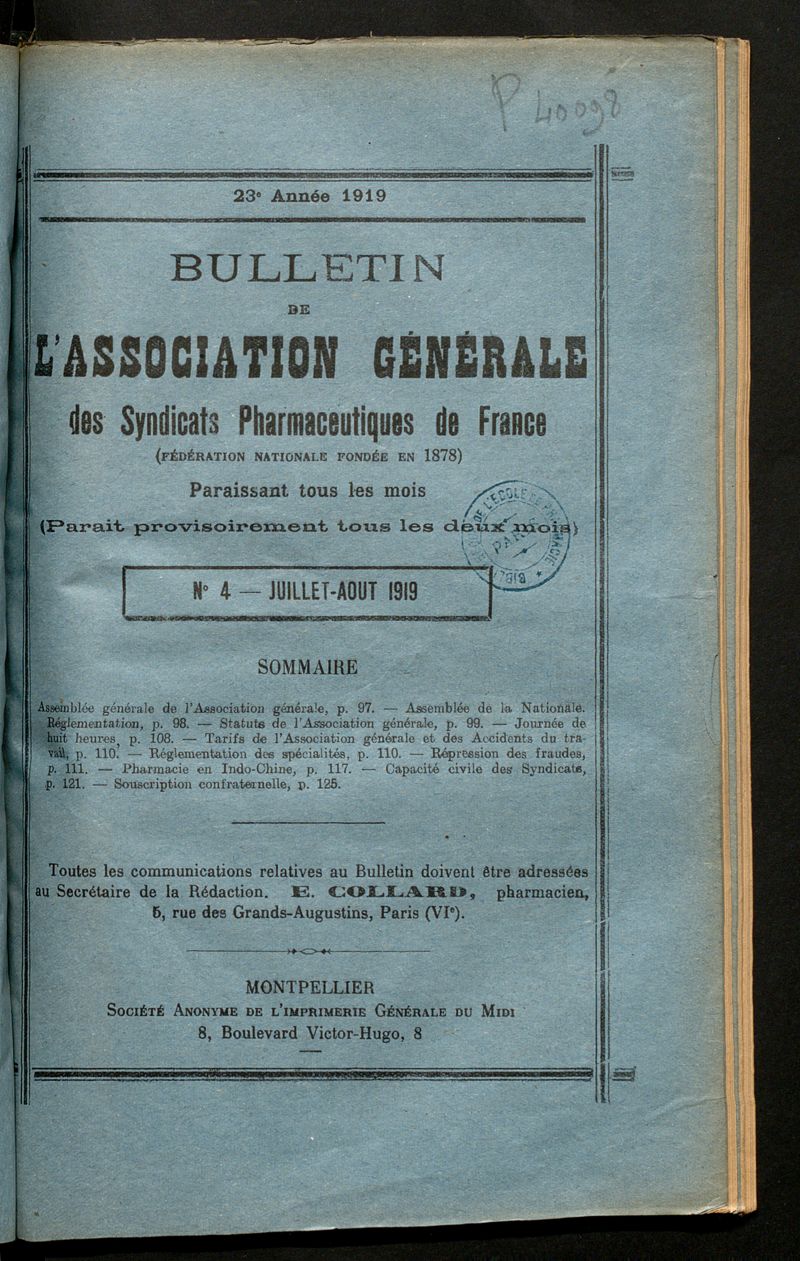 P 40098
23e Année 1919
BULLETIN
DE
L'ASSOCIATION GÉNÉRALE
des Syndicats Pharmaceutiques de France
(FÉDÉRATION NATIONALE FONDÉE EN 1878)
Paraissant tous les mois
(Parait provisoirement tous les deux mois)
N° 4 — JUILLET-AOUT 1919
SOMMAIRE
Assemblée générale de l'Association générale, p. 97. — Assemblée de la Nationale.
Réglementation, p. 98. — Statuts de l'Association générale, p. 99. — Journée de
huit heures, p. 108. — Tarifs de l'Association générale et des Accidents du tra-
vail, p. 110. — Réglementation des spécialités, p. 110. — Répression des fraudes,
p. 111. — Pharmacie en Indo-Chine, p. 117. — Capacité civile des Syndicats,
p. 121. — Souscription confraternelle, p. 125.
Toutes les communications relatives au Bulletin doivent être adressées
au Secrétaire de la Rédaction. E. COLLARD, pharmacien,
5, rue des Grands-Augustins, Paris (VIe).
MONTPELLIER
SOCIÉTÉ ANONYME DE L'IMPRIMERIE GÉNÉRALE DU MIDI
8, Boulevard Victor-Hugo, 8